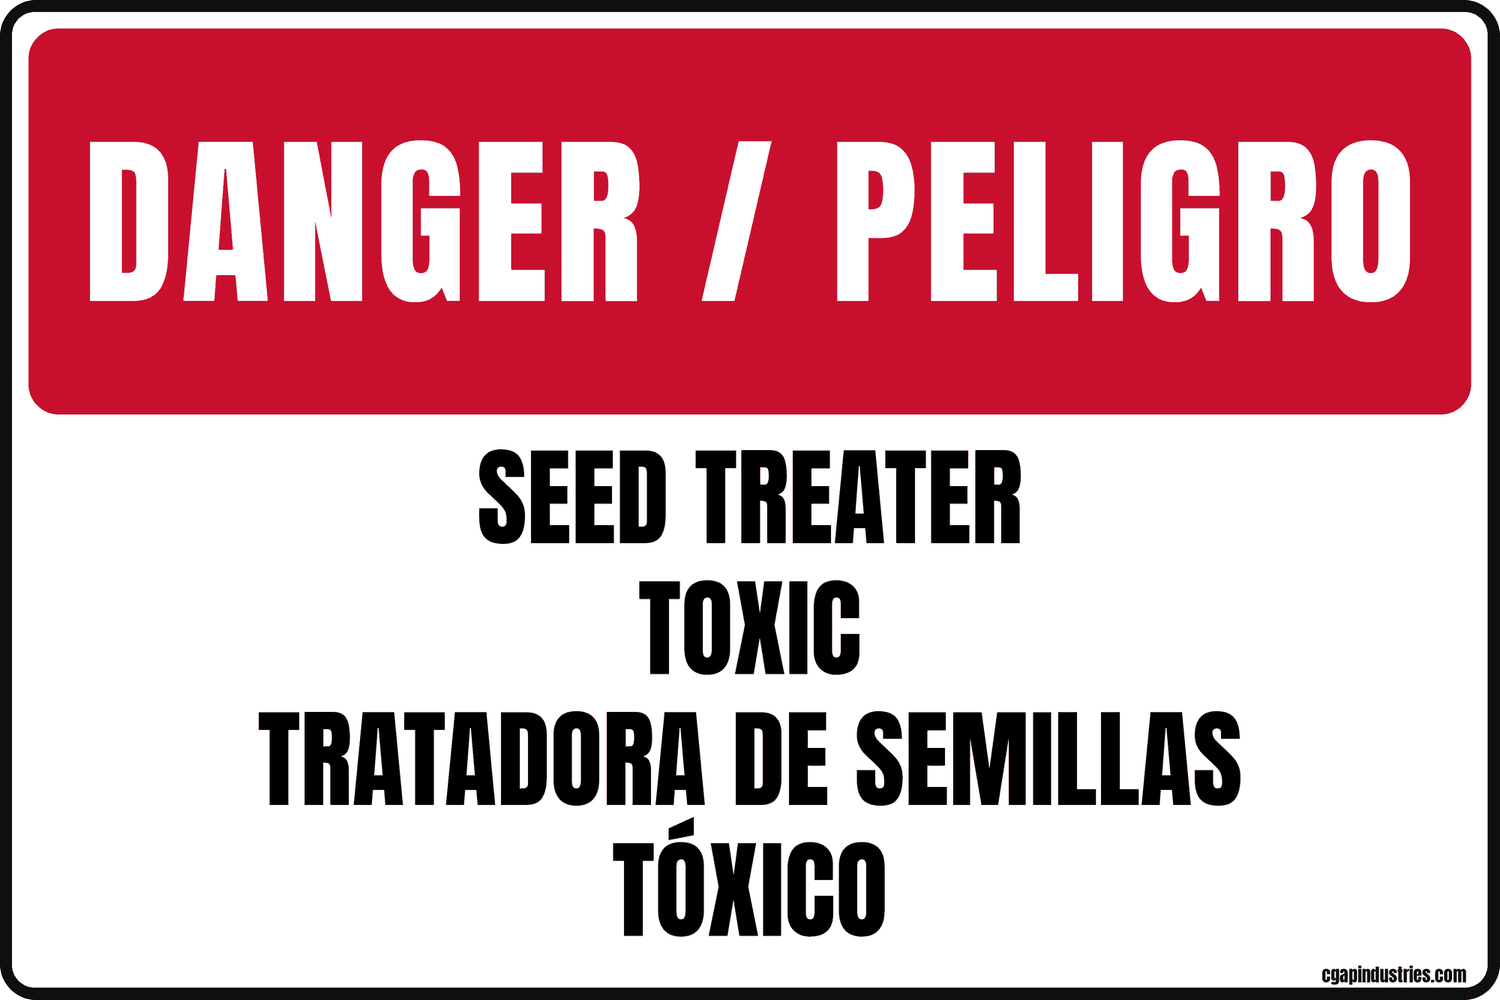 DANGER / PELIGRO
SEED TREATER
TOXIC
TRATADORA DE SEMILLAS
TÓXICO
cgapindustries.com